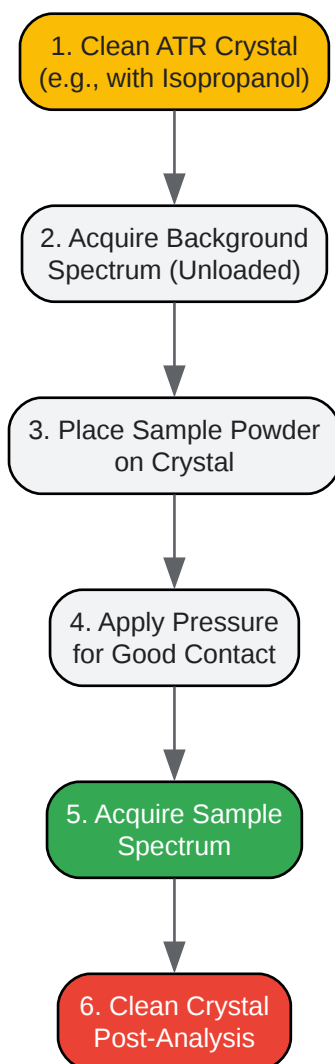 1. Clean ATR Crystal
(e.g., with Isopropanol)
2. Acquire Background
Spectrum (Unloaded)
3. Place Sample Powder
on Crystal
4. Apply Pressure
for Good Contact
5. Acquire Sample
Spectrum
6. Clean Crystal
Post-Analysis